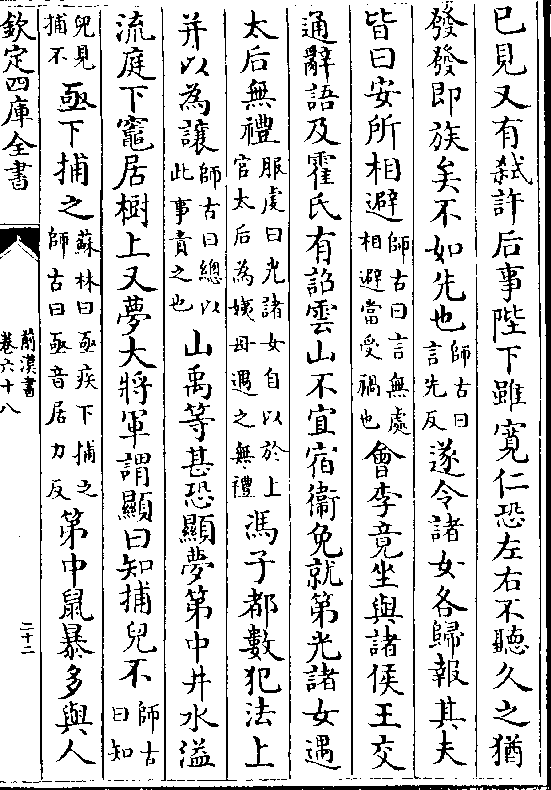 已見又有弑許后事陛下雖寛仁恐左右不聽久之猶
發發即族矣不如先也師古曰言先反遂令諸女各歸報其夫
皆曰安所相避師古曰言無處相避當受禍也會李竟坐與諸侯王交
通辭語及霍氏有詔雲山不宜宿衞免就第光諸女遇
太后無禮服虔曰光諸女自以於上官太后為姨母遇之無禮馮子都數犯法上
并以為讓師古曰總以此事責之也山禹等甚恐顯夢第中井水溢
流庭下竈居樹上又夢大將軍謂顯曰知捕兒不師古曰知
兒見捕不亟下捕之蘇林曰亟疾下捕之師古曰亟音居力反第中鼠暴多與人
欽定四庫全書
前漢書
卷六十八
二十二